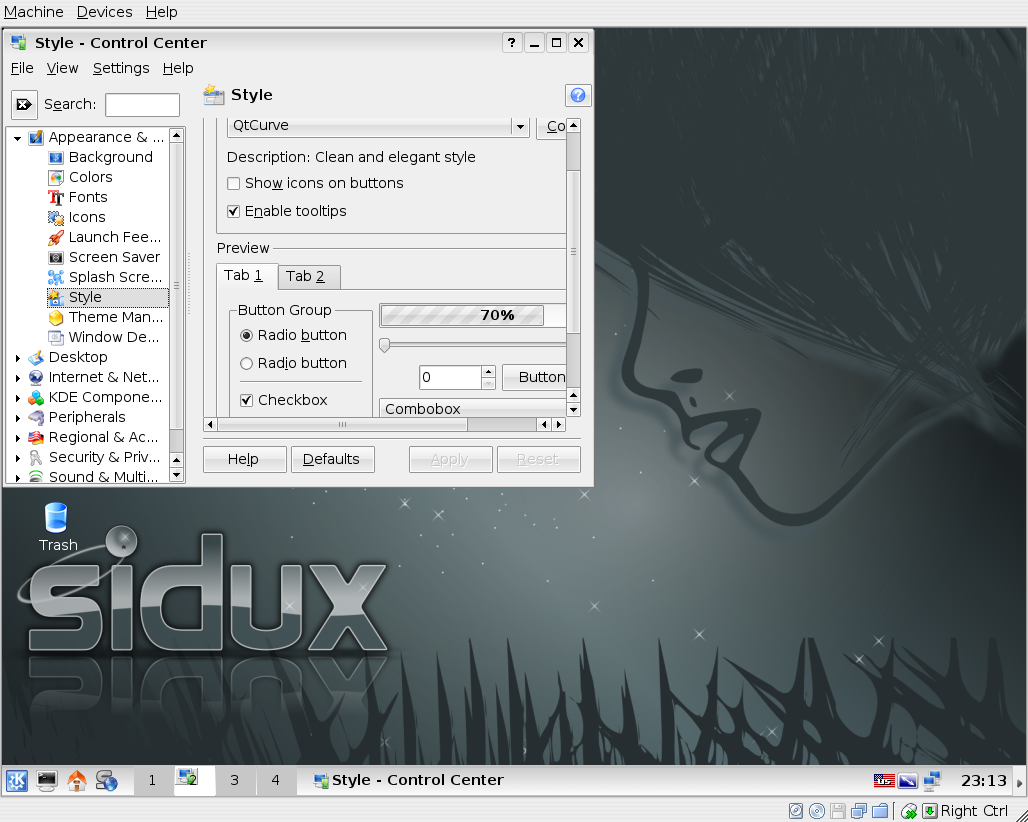 Machine Devices Help
Style - Control Center
File View Settings Help
Search:
Style
Appearance & ...
Background
Colors
Fonts
Icons
Launch Fee...
Screen Saver
Splash Scre...
Style
Theme Man...
Window De...
Desktop
Internet & Net...
KDE Compone...
Peripherals
Regional & Ac...
Security & Priv...
Sound & Multi...
QtCurve
Co
Description: Clean and elegant style
Show icons on buttons
Enable tooltips
Preview
Tab 1 Tab 2
Button Group
Radio button
Radio button
Checkbox
70%
0 Button
Combobox
Help Defaults Apply Reset
Trash
sidux
1 2 3 4 Style - Control Center 23:13
Right Ctrl